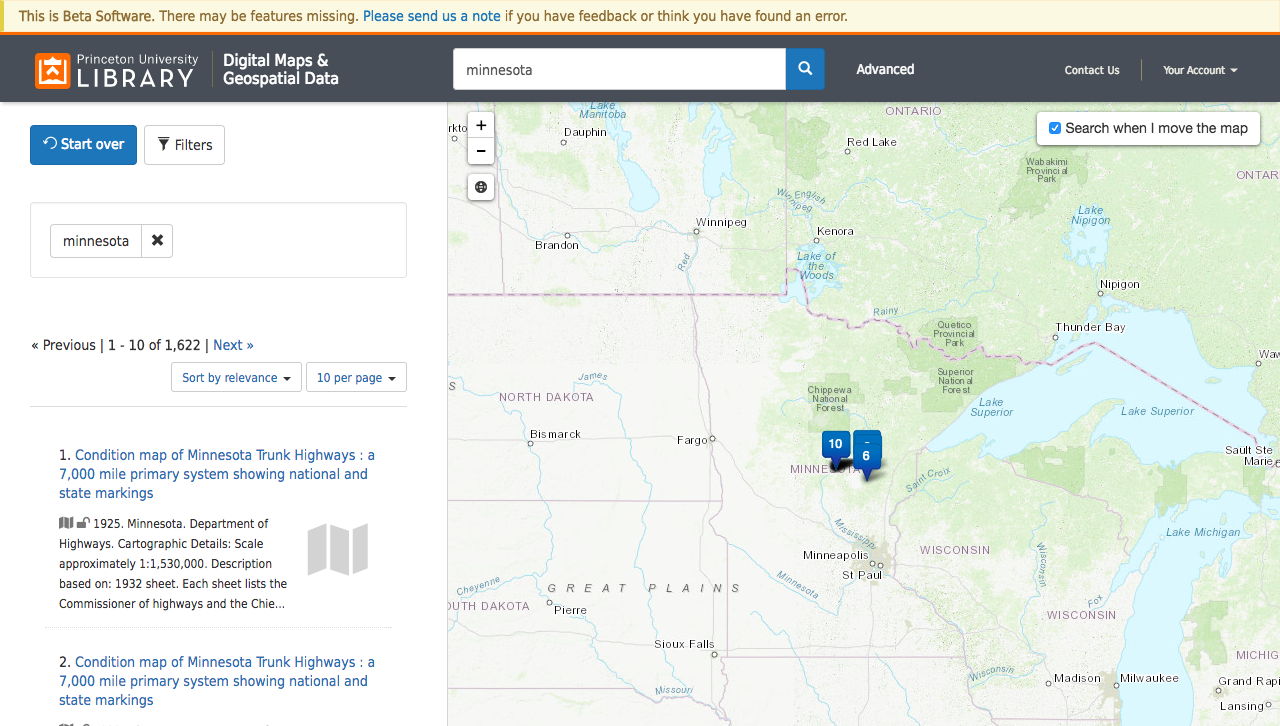 This is Beta Software. There may be features missing. Please send us a note if you have feedback or think you have found an error.
Princeton University
LIBRARY
Digital Maps &
Geospatial Data
minnesota
Advanced
Contact Us
Your Account
Start over
Filters
minnesota ✖
« Previous | 1 - 10 of 1,622 | Next »
Sort by relevance
10 per page
1. Condition map of Minnesota Trunk Highways : a
7,000 mile primary system showing national and
state markings
1925. Minnesota. Department of
Highways. Cartographic Details: Scale
approximately 1:1,530,000. Description
based on: 1932 sheet. Each sheet lists the
Commissioner of highways and the Chie...
2. Condition map of Minnesota Trunk Highways : a
7,000 mile primary system showing national and
state markings
+
−
Search when I move the map
Lake
Manitoba
ONTARIO
rkto
Dauphin
Red Lake
Wabakimi
Provincial
Park
ONTAR
English
Winnipeg
Lake
Nipigon
Winnipeg
Kenora
Brandon
Red
Lake of
the
Woods
Nipigon
Rainy
Quetico
Provincial
Park
Thunder Bay
Waw
James
Superior
National
Forest
S
NORTH DAKOTA
Chippewa
National
Forest
Lake
Superior
Lake Superior
Bismarck
Fargo
10
-
6
Sault Ste
Marie
MINNESOTA
Saint Croix
Mississippi
Lake Michigan
Minneapolis
WISCONSIN
Wisconsin
St Paul
Cheyenne
GREAT PLAINS
Minnesota
OUTH DAKOTA
Pierre
Fox
WISCONSIN
Sioux Falls
MICHIG
Wisconsin
Madison
Milwaukee
Grand Rapi
Missouri
Lansing